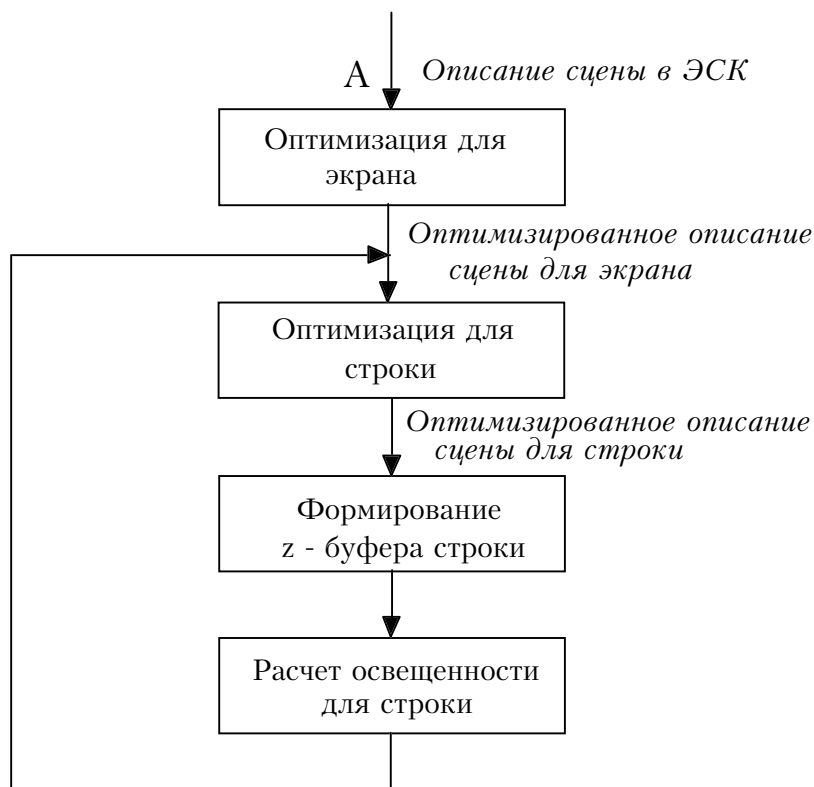 А
Описание сцены в ЭСК
Оптимизация для
экрана
Оптимизированное описание
сцены для экрана
Оптимизация для
строки
Оптимизированное описание
сцены для строки
Формирование
z - буфера строки
Расчет освещенности
для строки